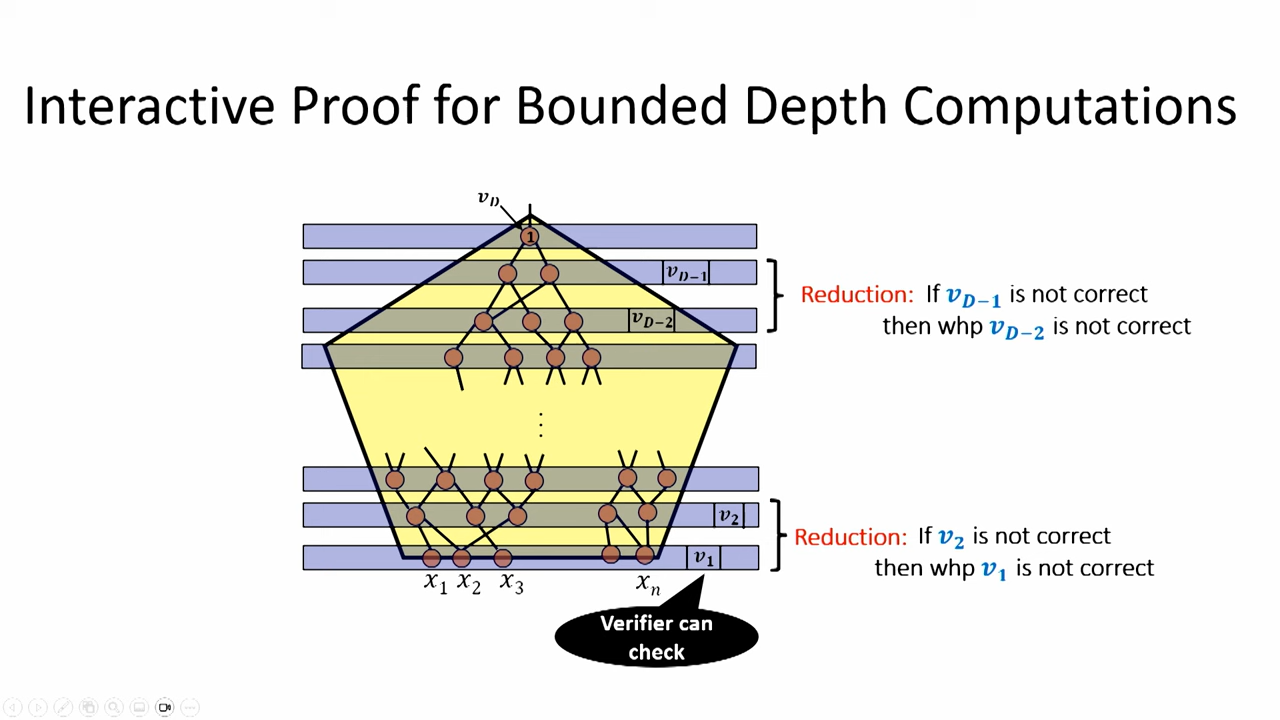 Interactive Proof for Bounded Depth Computations
v_D
1
v_{D-1}
v_{D-2}
Reduction: If v_{D-1} is not correct
then whp v_{D-2} is not correct
⋮
v_2
v_1
Reduction: If v_2 is not correct
then whp v_1 is not correct
x_1 x_2 x_3 x_n
Verifier can
check